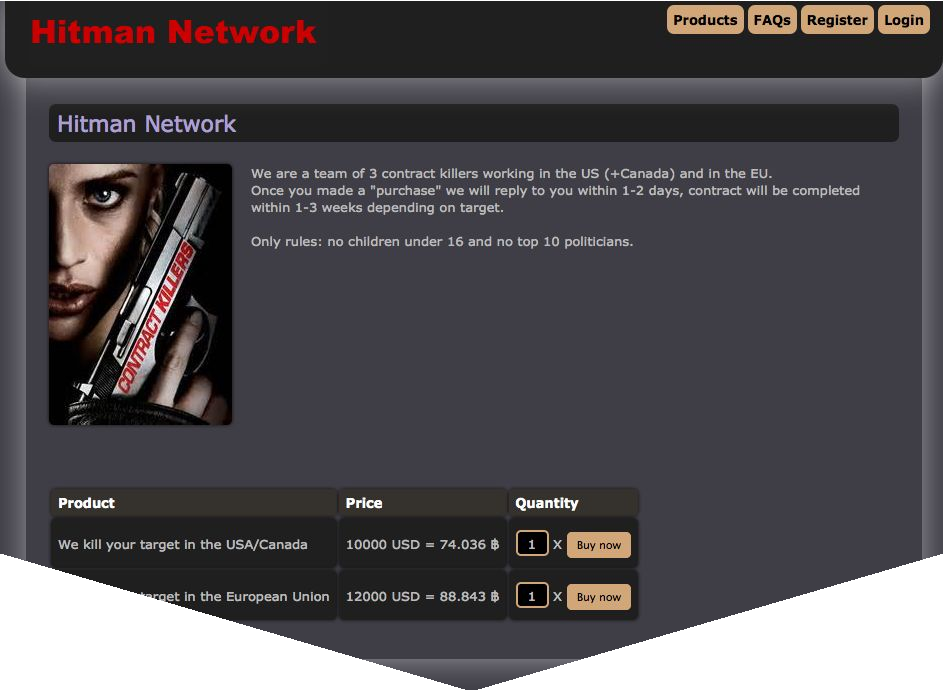 Hitman Network
Products FAQs Register Login
Hitman Network
We are a team of 3 contract killers working in the US (+Canada) and in the EU.
Once you made a "purchase" we will reply to you within 1-2 days, contract will be completed
within 1-3 weeks depending on target.
Only rules: no children under 16 and no top 10 politicians.
CONTRACT KILLERS
Product Price Quantity
We kill your target in the USA/Canada 10000 USD = 74.036 ฿ 1 X Buy now
target in the European Union 12000 USD = 88.843 ฿ 1 X Buy now